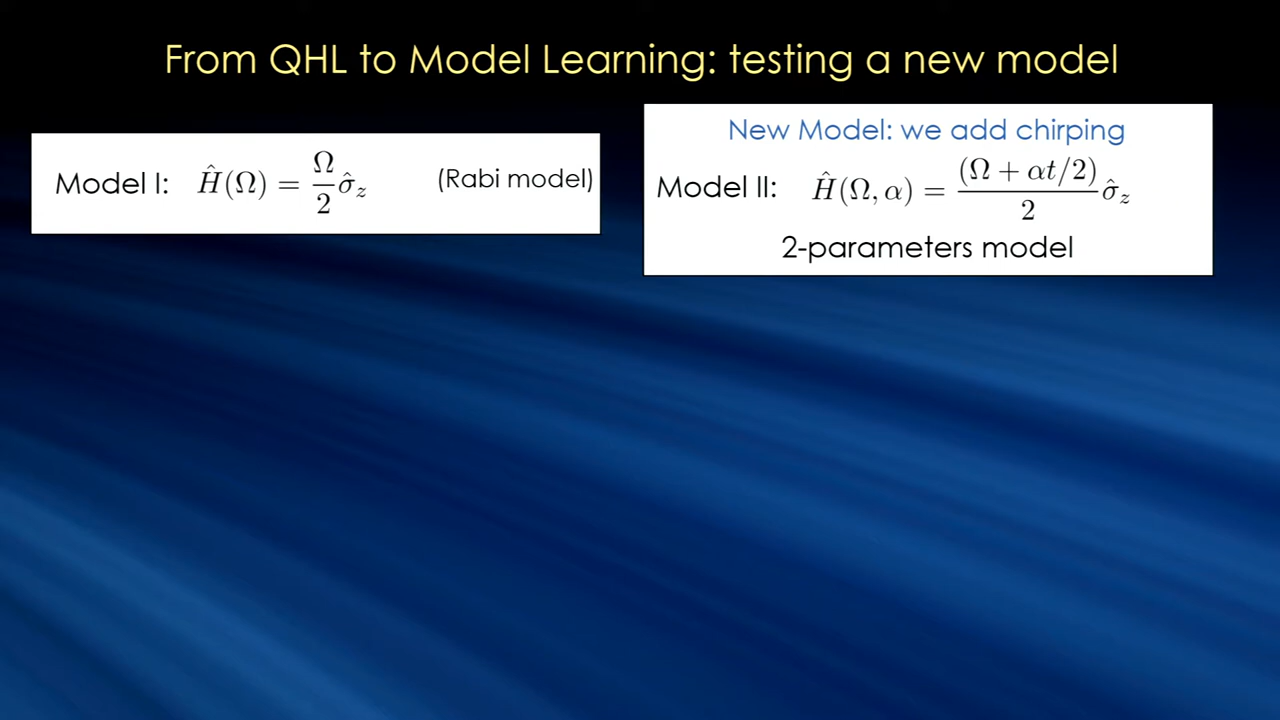 From QHL to Model Learning: testing a new model
Model I: Ĥ(Ω) = Ω/2 σ̂_z (Rabi model)
New Model: we add chirping
Model II: Ĥ(Ω, α) = (Ω + αt/2)/2 σ̂_z
2-parameters model